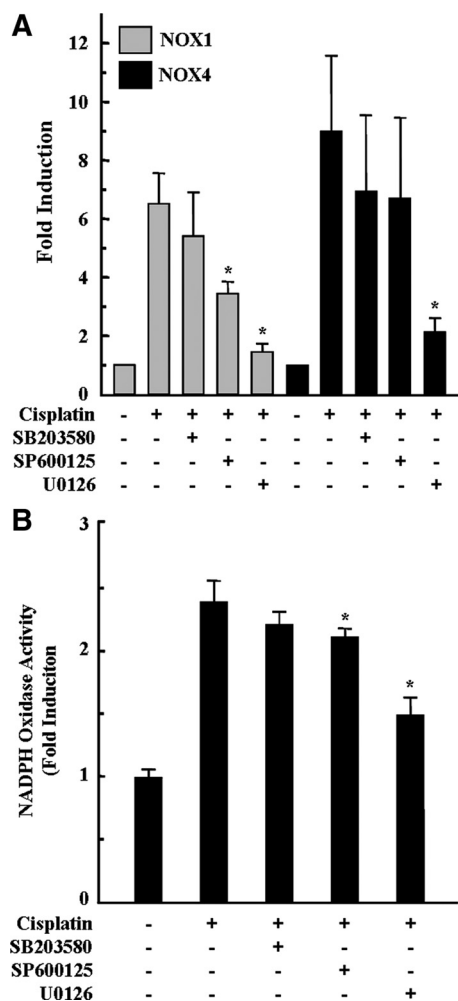 A
NOX1
NOX4
Fold Induction
12
10
8
6
4
2
0
* * *
Cisplatin - + + + + - + + + +
SB203580 - - + - - - - + - -
SP600125 - - - + - - - - + -
U0126 - - - - + - - - - +
B
NADPH Oxidase Activity
(Fold Induciton
3
2
1
0
* *
Cisplatin - + + + +
SB203580 - - + - -
SP600125 - - - + -
U0126 - - - - +